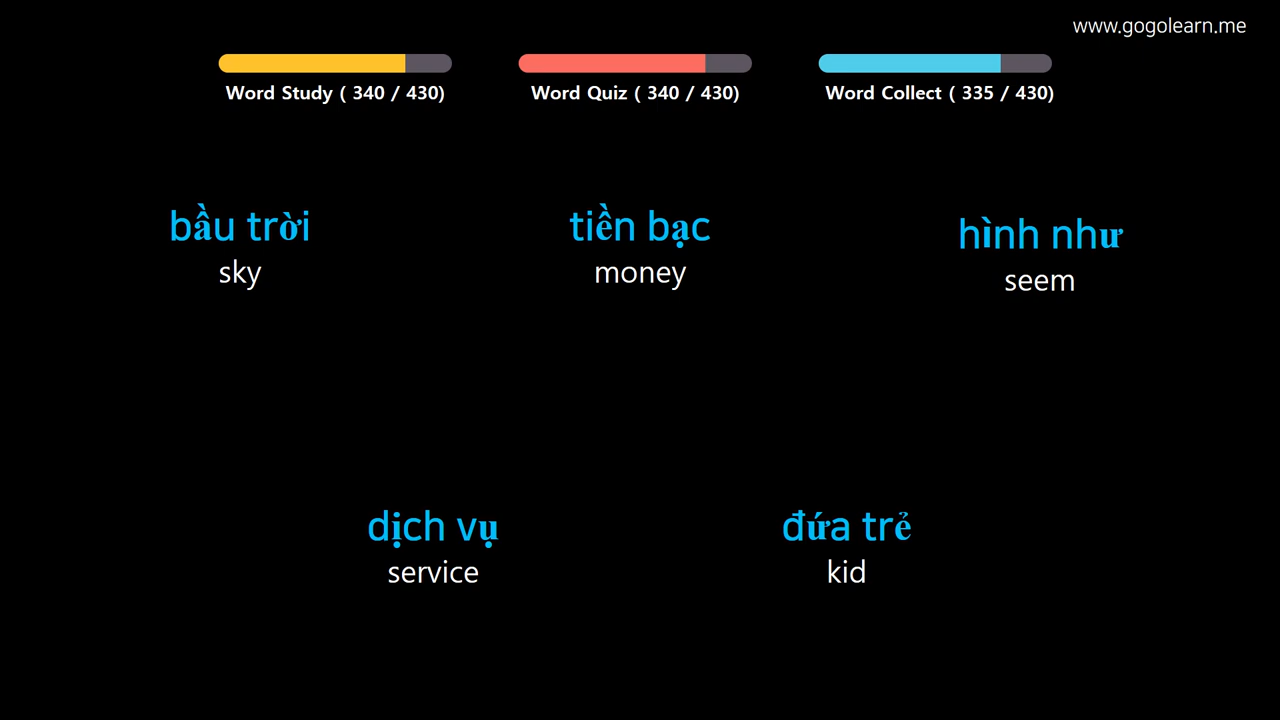 www.gogolearn.me
Word Study ( 340 / 430)
Word Quiz ( 340 / 430)
Word Collect ( 335 / 430)
bầu trời
sky
tiền bạc
money
hình như
seem
dịch vụ
service
đứa trẻ
kid